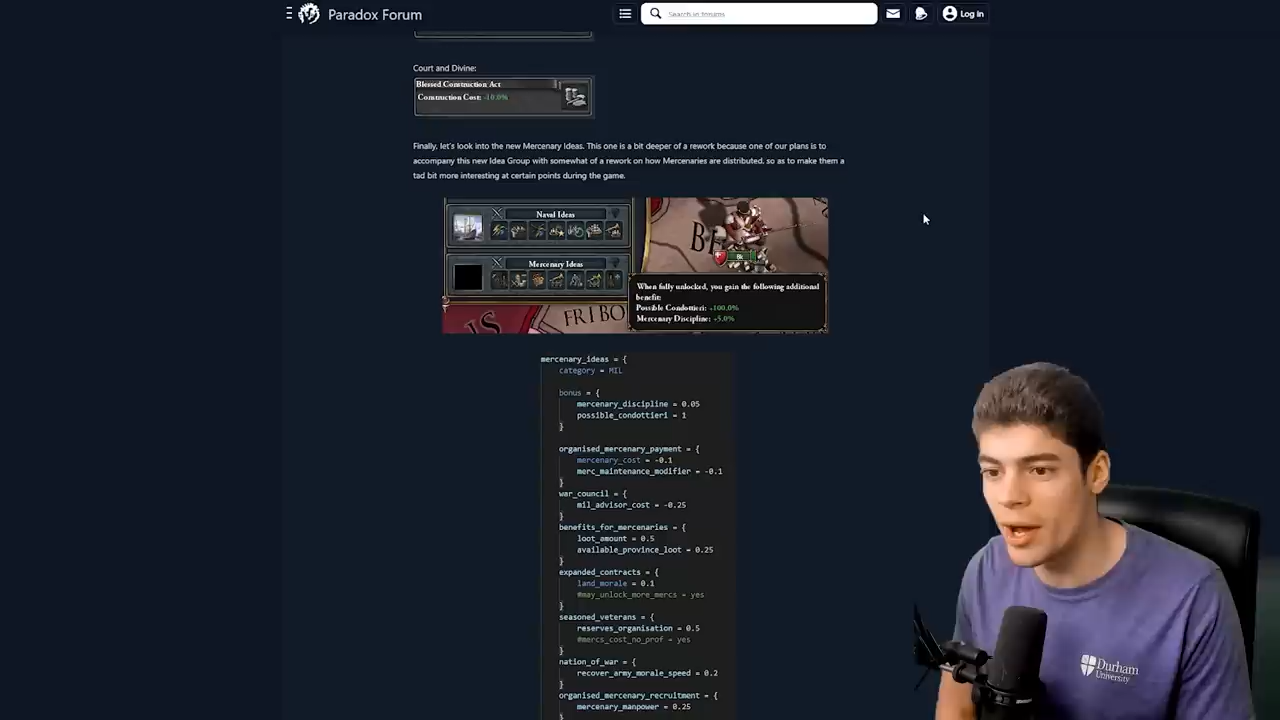 Paradox Forum
Search in forums
Log in
Court and Divine:
Blessed Construction Act
Construction Cost: -10.0%
Finally, let's look into the new Mercenary Ideas. This one is a bit deeper of a rework because one of our plans is to
accompany this new Idea Group with somewhat of a rework on how Mercenaries are distributed, so as to make them a
tad bit more interesting at certain points during the game.
Naval Ideas
Mercenary Ideas
FRIBO
IS
BE
8k
When fully unlocked, you gain the following additional
benefit:
Possible Condottieri: +100.0%
Mercenary Discipline: +5.0%
mercenary_ideas = {
category = MIL
bonus = {
mercenary_discipline = 0.05
possible_condottieri = 1
}
organised_mercenary_payment = {
mercenary_cost = -0.1
merc_maintenance_modifier = -0.1
}
war_council = {
mil_advisor_cost = -0.25
}
benefits_for_mercenaries = {
loot_amount = 0.5
available_province_loot = 0.25
}
expanded_contracts = {
land_morale = 0.1
#may_unlock_more_mercs = yes
}
seasoned_veterans = {
reserves_organisation = 0.5
#mercs_cost_no_prof = yes
}
nation_of_war = {
recover_army_morale_speed = 0.2
}
organised_mercenary_recruitment = {
mercenary_manpower = 0.25
}
Durham
University